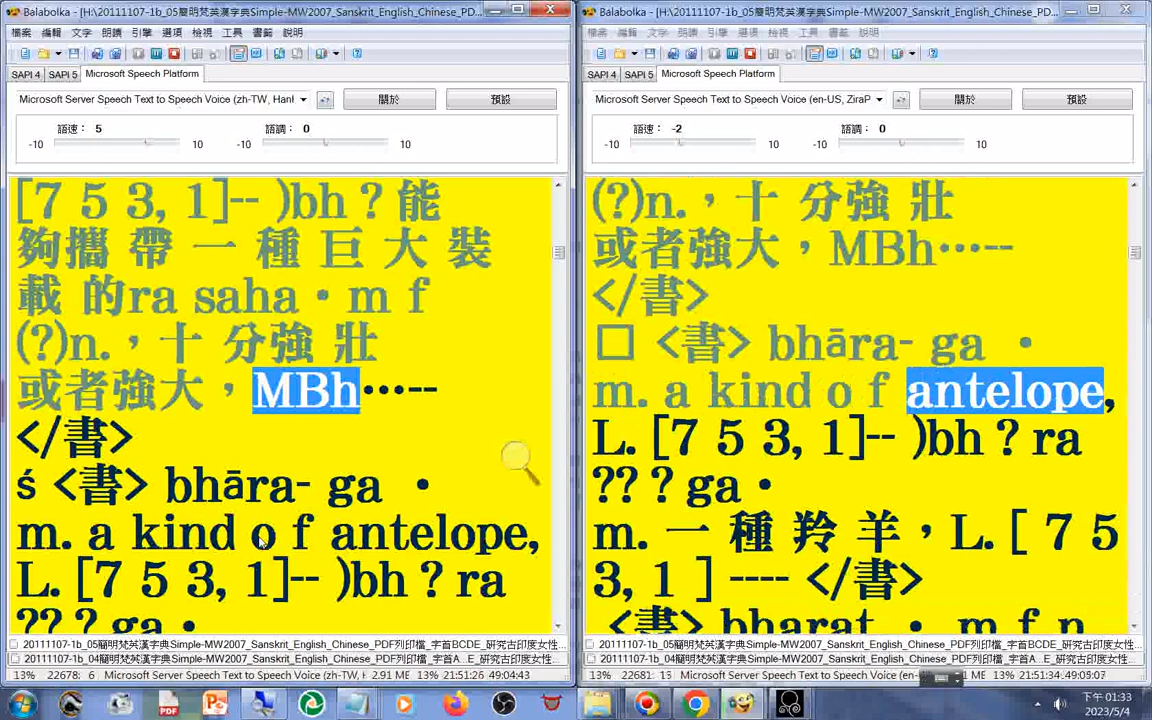 Balabolka - [H:\20111107-1b_05簡明梵英漢字典Simple-MW2007_Sanskrit_English_Chinese_PD...
檔案 編輯 文字 朗讀 引擎 選項 檢視 工具 書籤 說明
SAPI 4 SAPI 5 Microsoft Speech Platform
Microsoft Server Speech Text to Speech Voice (zh-TW, Hanl
關於
預設
語速： 5
語調： 0
-10 10 -10 10
[7 5 3, 1]-- )bh ? 能
夠攜 帶 一 種 巨 大 裝
載 的ra saha · m f
(?)n.，十 分強 壯
或者強大，MBh···--
</書>
ś <書> bhāra- ga ·
m. a kind o f antelope,
L. [7 5 3, 1]-- )bh ? ra
?? ? ga ·
20111107-1b_05簡明梵英漢字典Simple-MW2007_Sanskrit_English_Chinese_PDF列印檔_字首BCDE_研究古印度女性...
20111107-1b_04簡明梵英漢字典Simple-MW2007_Sanskrit_English_Chinese_PDF列印檔_字首A...E_研究古印度女性...
13% 22678: 6 Microsoft Server Speech Text to Speech Voice (zh-TW, 2.91 MB 13% 21:51:26 49:04:43
Balabolka - [H:\20111107-1b_05簡明梵英漢字典Simple-MW2007_Sanskrit_English_Chinese_PD...
檔案 編輯 文字 朗讀 引擎 選項 檢視 工具 書籤 說明
SAPI 4 SAPI 5 Microsoft Speech Platform
Microsoft Server Speech Text to Speech Voice (en-US, ZiraP
關於
預設
語速： -2
語調： 0
-10 10 -10 10
(?)n.，十 分強 壯
或者強大，MBh···--
</書>
□ <書> bhāra- ga ·
m. a kind o f antelope,
L. [7 5 3, 1]-- )bh ? ra
?? ? ga ·
m. 一 種 羚 羊，L. [ 7 5
3, 1 ] ---- </書>
<書> bharat · m f n
20111107-1b_05簡明梵英漢字典Simple-MW2007_Sanskrit_English_Chinese_PDF列印檔_字首BCDE_研究古印度女性...
20111107-1b_04簡明梵英漢字典Simple-MW2007_Sanskrit_English_Chinese_PDF列印檔_字首A...E_研究古印度女性...
13% Microsoft Server Speech Text to Speech Voice (en-US, MB 13%
PDF
下午 01:33
2023/5/4